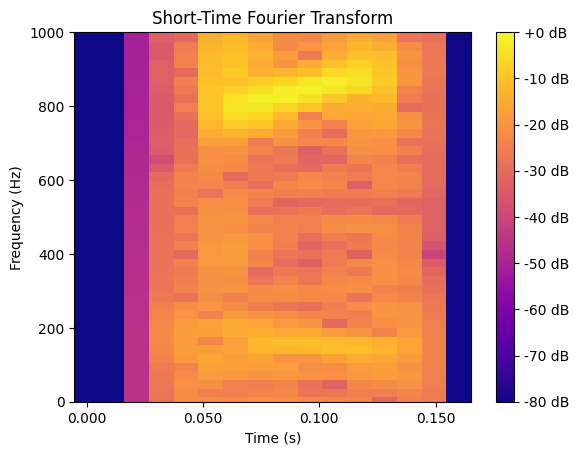 Short-Time Fourier Transform
1000
800
600
400
200
0
Frequency (Hz)
0.000
0.050
0.100
0.150
Time (s)
+0 dB
-10 dB
-20 dB
-30 dB
-40 dB
-50 dB
-60 dB
-70 dB
-80 dB